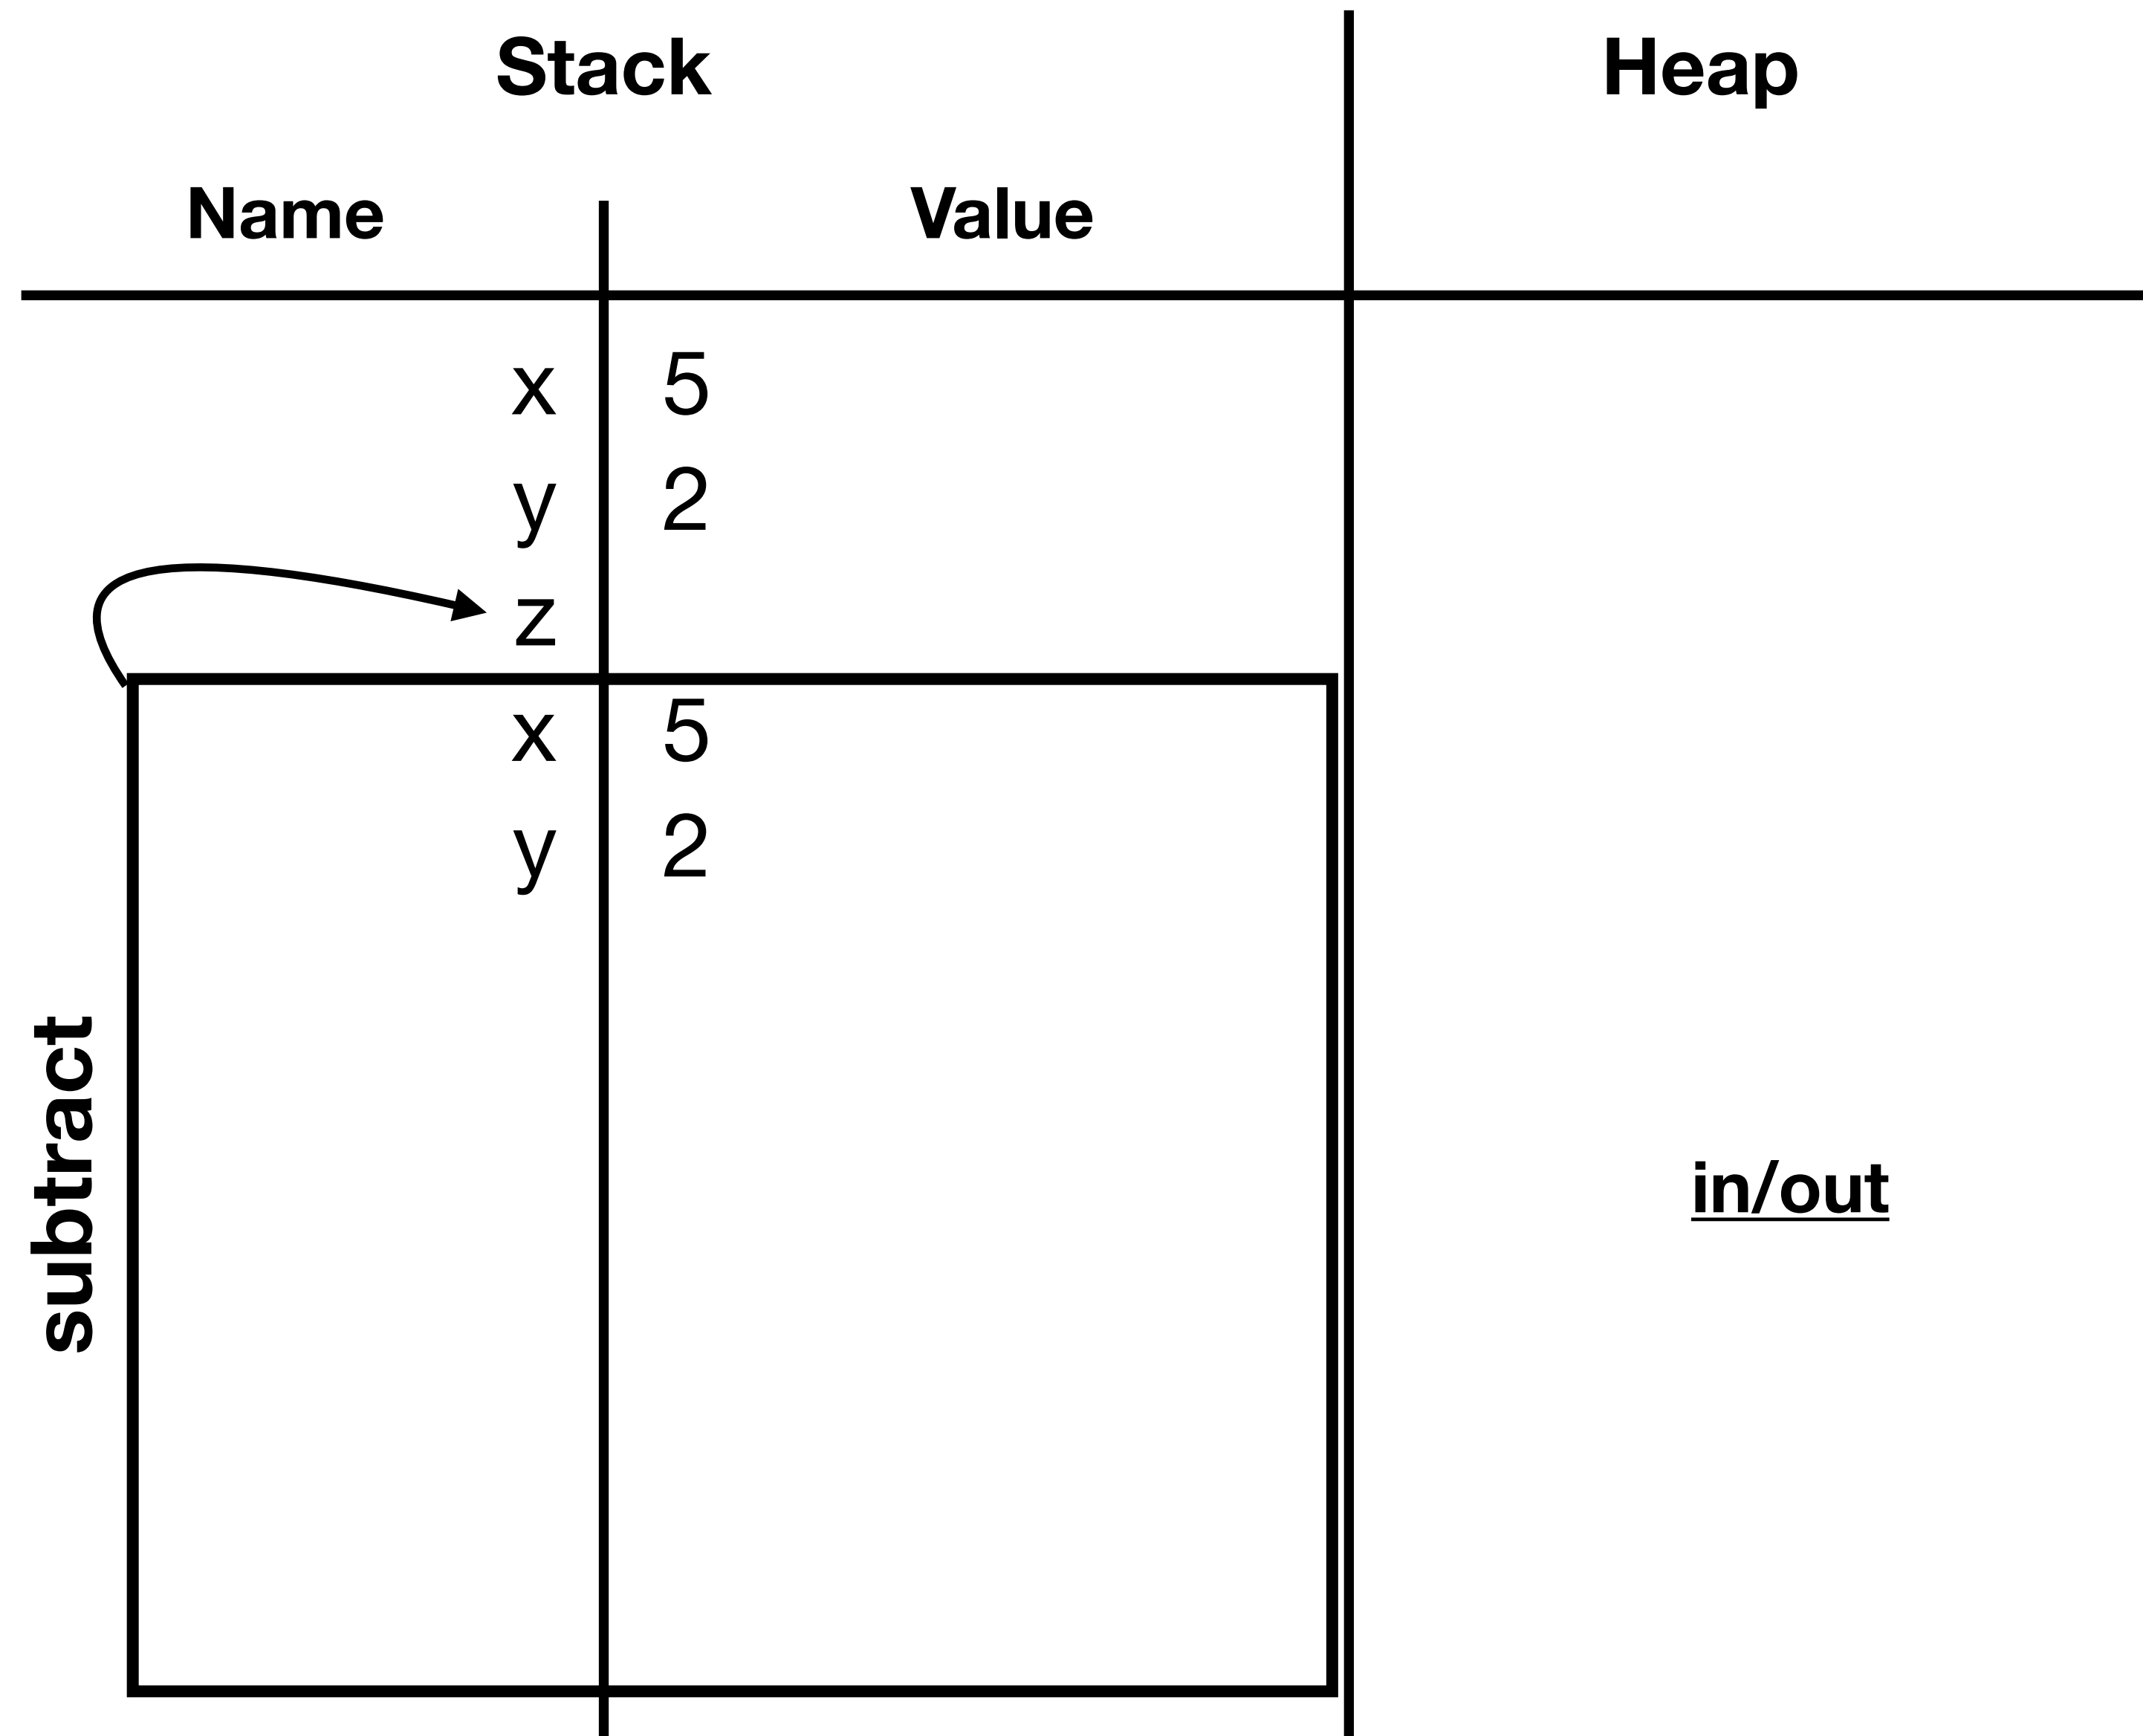 Stack Heap
Name Value
x 5
y 2
z
x 5
y 2
subtract
in/out